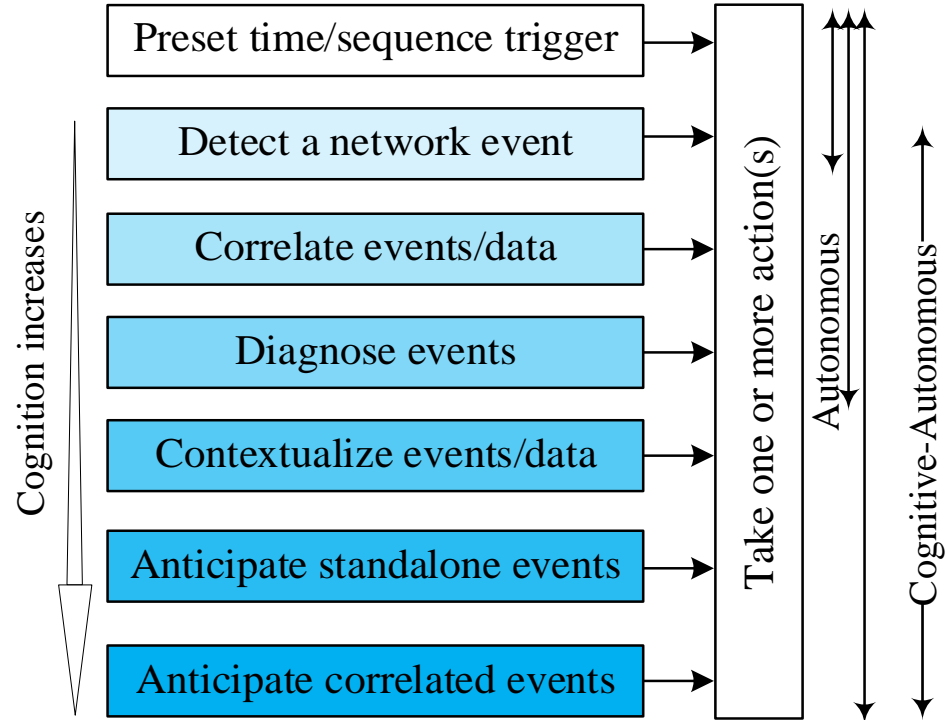 Preset time/sequence trigger
Detect a network event
Correlate events/data
Diagnose events
Contextualize events/data
Anticipate standalone events
Anticipate correlated events
Cognition increases
Take one or more action(s)
Autonomous
Cognitive-Autonomous